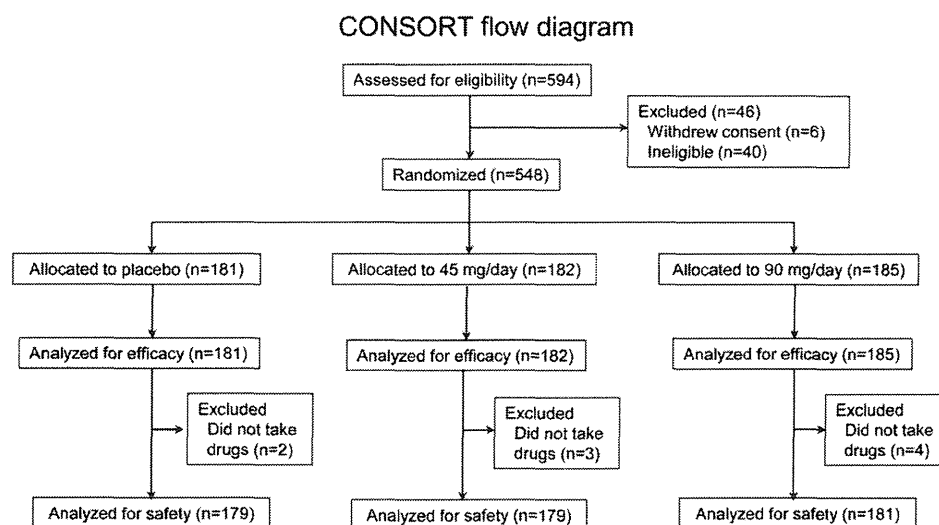 CONSORT flow diagram
Assessed for eligibility (n=594)
Excluded (n=46)
Withdrew consent (n=6)
Ineligible (n=40)
Randomized (n=548)
Allocated to placebo (n=181)
Allocated to 45 mg/day (n=182)
Allocated to 90 mg/day (n=185)
Analyzed for efficacy (n=181)
Analyzed for efficacy (n=182)
Analyzed for efficacy (n=185)
Excluded
Did not take
drugs (n=2)
Excluded
Did not take
drugs (n=3)
Excluded
Did not take
drugs (n=4)
Analyzed for safety (n=179)
Analyzed for safety (n=179)
Analyzed for safety (n=181)